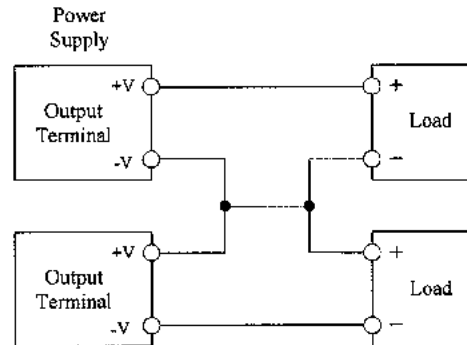 Power
Supply
+V
+
Output
Terminal
Load
-V
−
+V
+
Output
Terminal
Load
-V
−